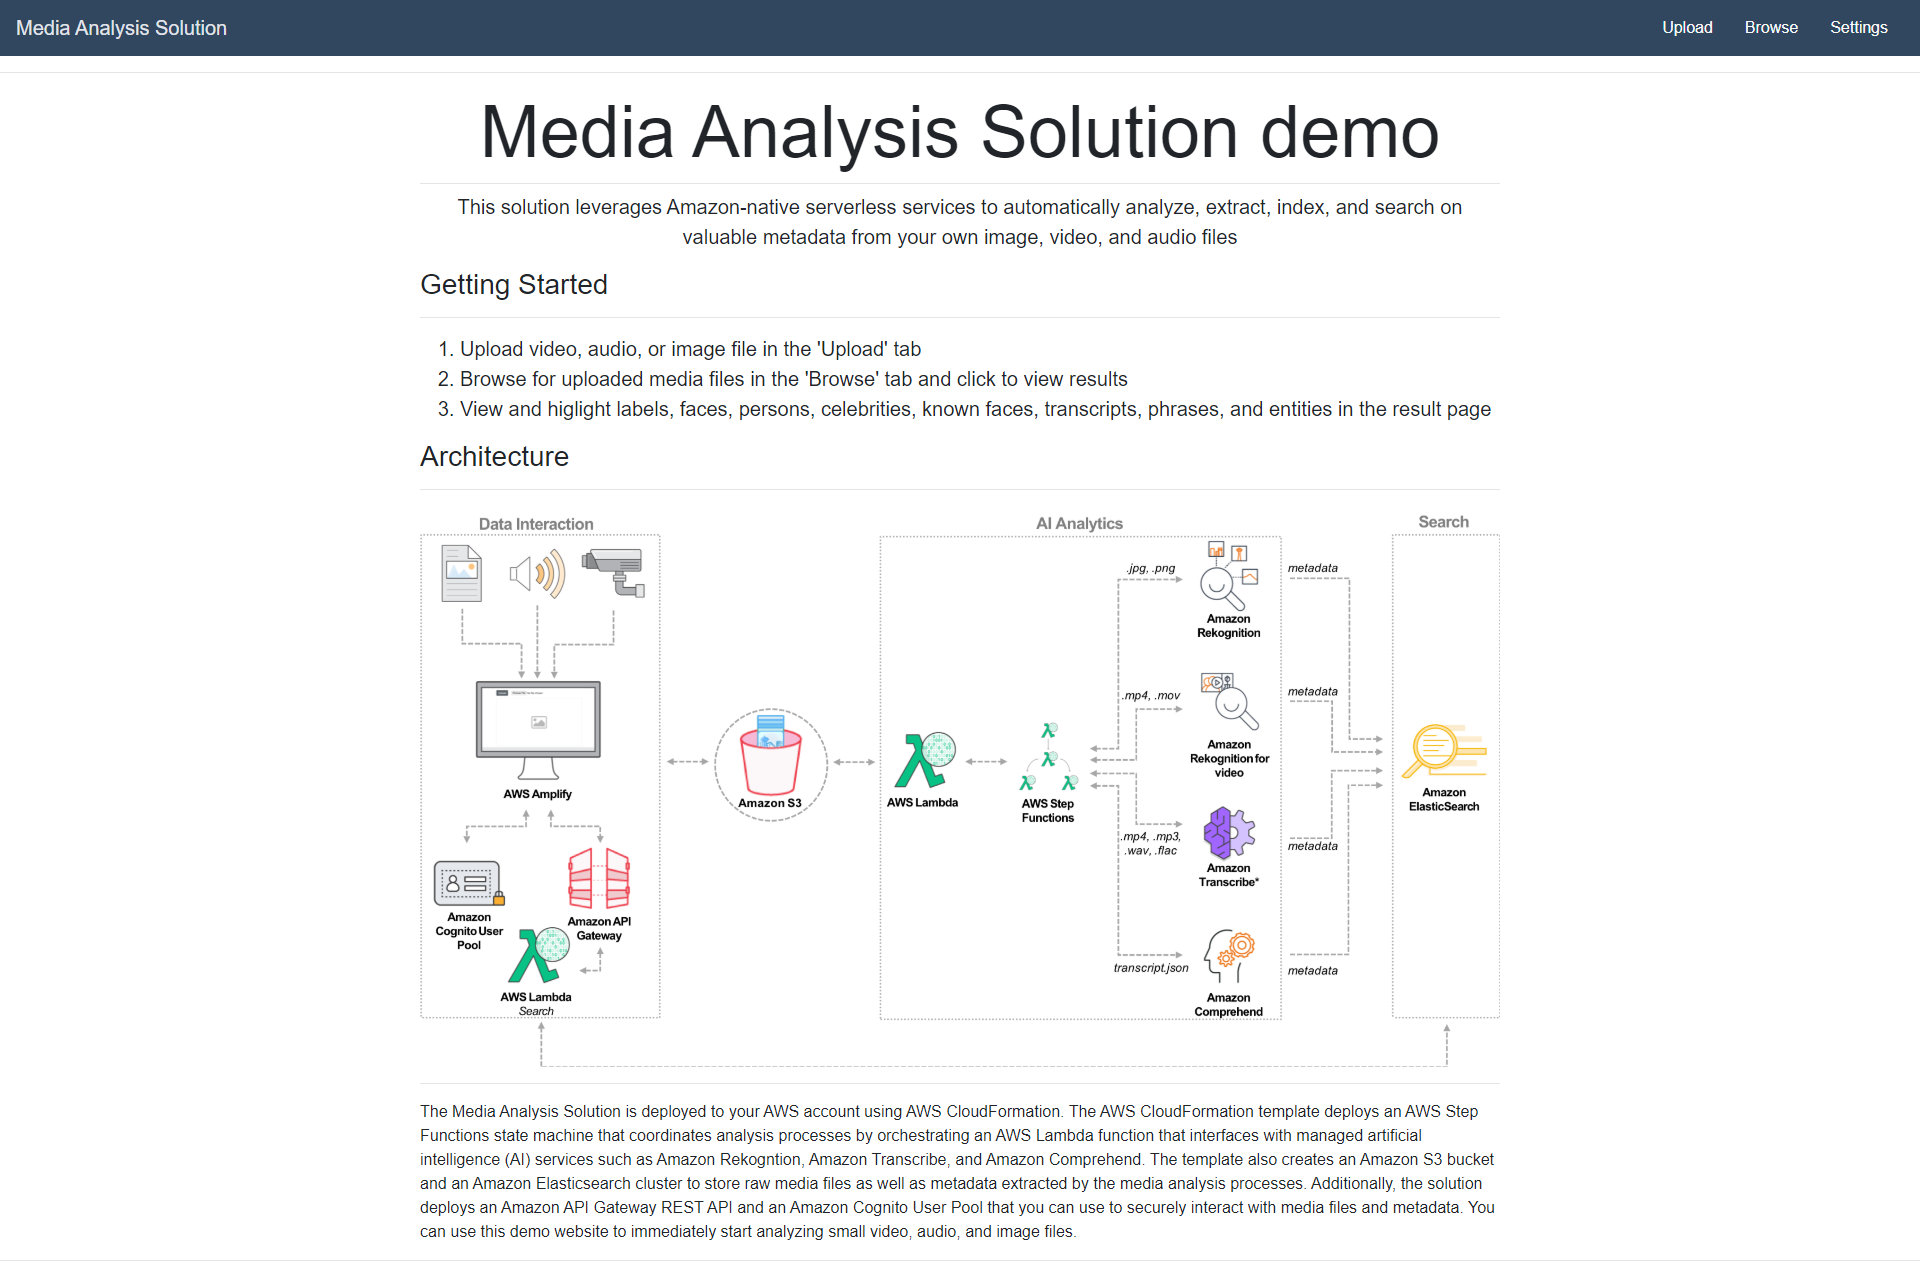 Media Analysis Solution
Upload
Browse
Settings
Media Analysis Solution demo
This solution leverages Amazon-native serverless services to automatically analyze, extract, index, and search on
valuable metadata from your own image, video, and audio files
Getting Started
1. Upload video, audio, or image file in the 'Upload' tab
2. Browse for uploaded media files in the 'Browse' tab and click to view results
3. View and higlight labels, faces, persons, celebrities, known faces, transcripts, phrases, and entities in the result page
Architecture
Data Interaction
AWS Amplify
Amazon
Cognito User
Pool
Amazon API
Gateway
AWS Lambda
Search
Amazon S3
AI Analytics
AWS Lambda
AWS Step
Functions
.jpg, .png
Amazon
Rekognition
.mp4, .mov
Amazon
Rekognition for
video
.mp4, .mp3,
.wav, .flac
Amazon
Transcribe*
transcript.json
Amazon
Comprehend
metadata
metadata
metadata
metadata
Search
Amazon
ElasticSearch
The Media Analysis Solution is deployed to your AWS account using AWS CloudFormation. The AWS CloudFormation template deploys an AWS Step
Functions state machine that coordinates analysis processes by orchestrating an AWS Lambda function that interfaces with managed artificial
intelligence (AI) services such as Amazon Rekogntion, Amazon Transcribe, and Amazon Comprehend. The template also creates an Amazon S3 bucket
and an Amazon Elasticsearch cluster to store raw media files as well as metadata extracted by the media analysis processes. Additionally, the solution
deploys an Amazon API Gateway REST API and an Amazon Cognito User Pool that you can use to securely interact with media files and metadata. You
can use this demo website to immediately start analyzing small video, audio, and image files.